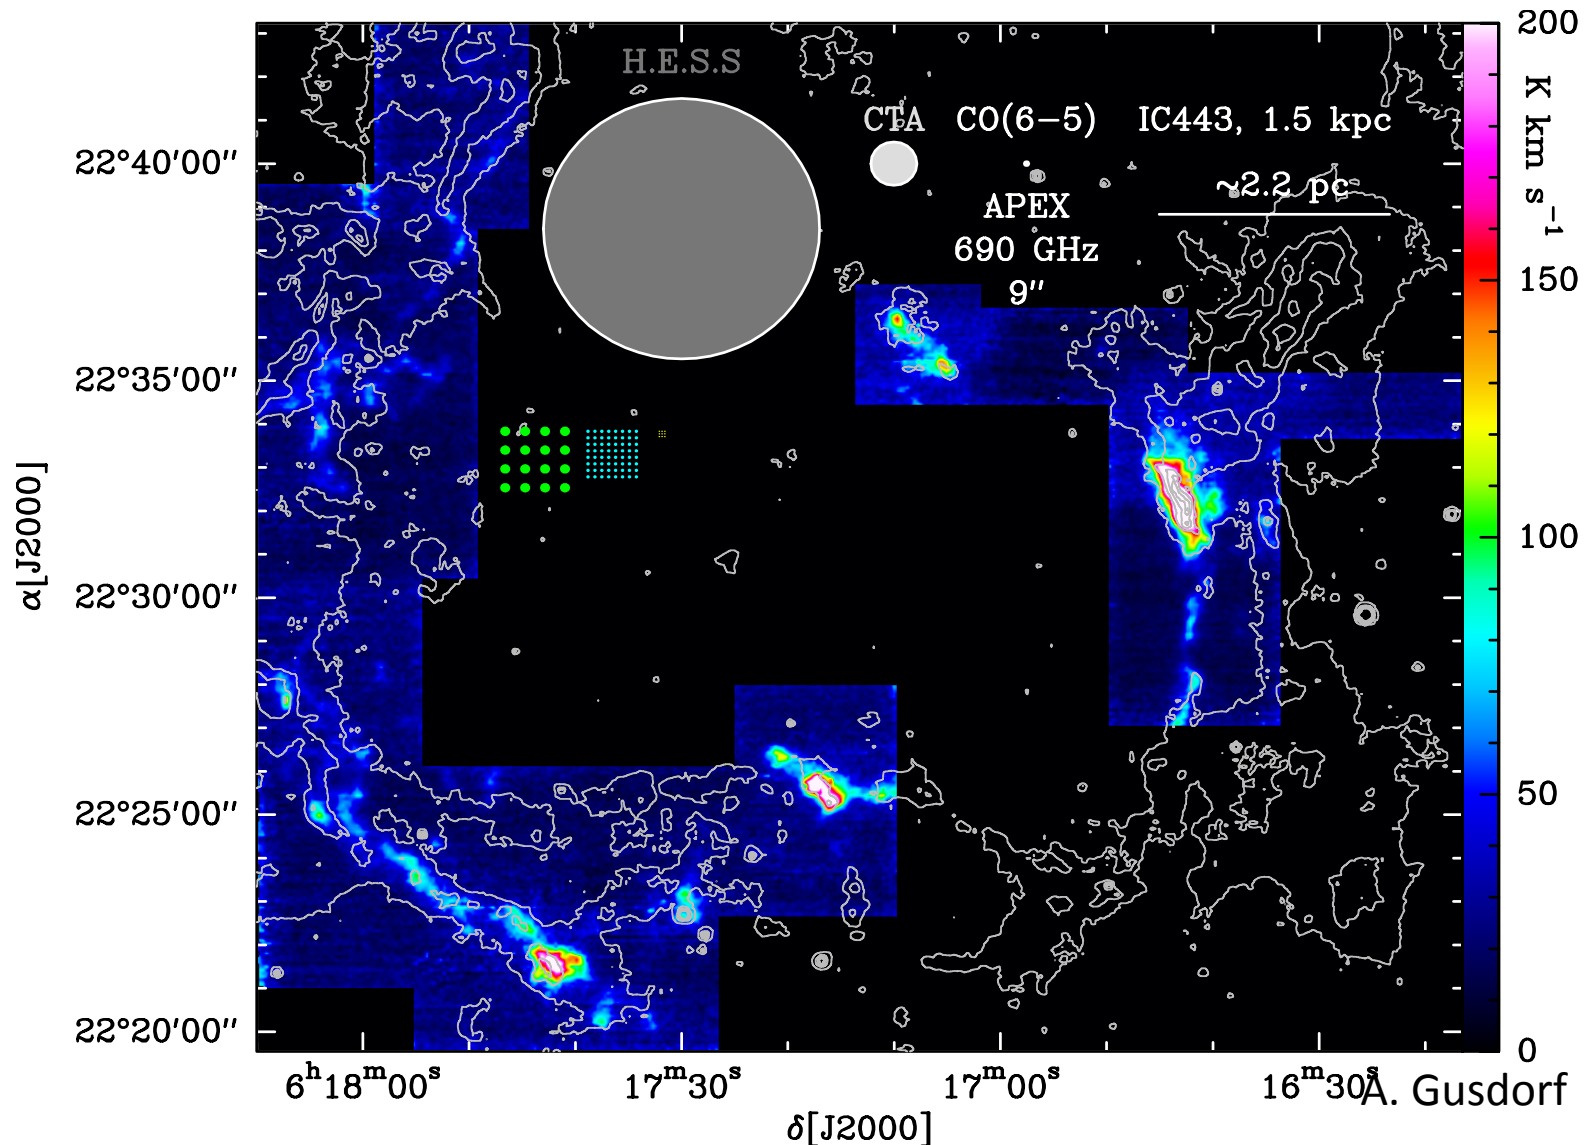 H.E.S.S
CTA CO(6−5) IC443, 1.5 kpc
~2.2 pc
APEX
690 GHz
9″
22°40′00″
22°35′00″
22°30′00″
22°25′00″
22°20′00″
α[J2000]
6ʰ18ᵐ00ˢ
17ᵐ30ˢ
17ᵐ00ˢ
16ᵐ30ˢ
δ[J2000]
200
150
100
50
0
K km s⁻¹
A. Gusdorf